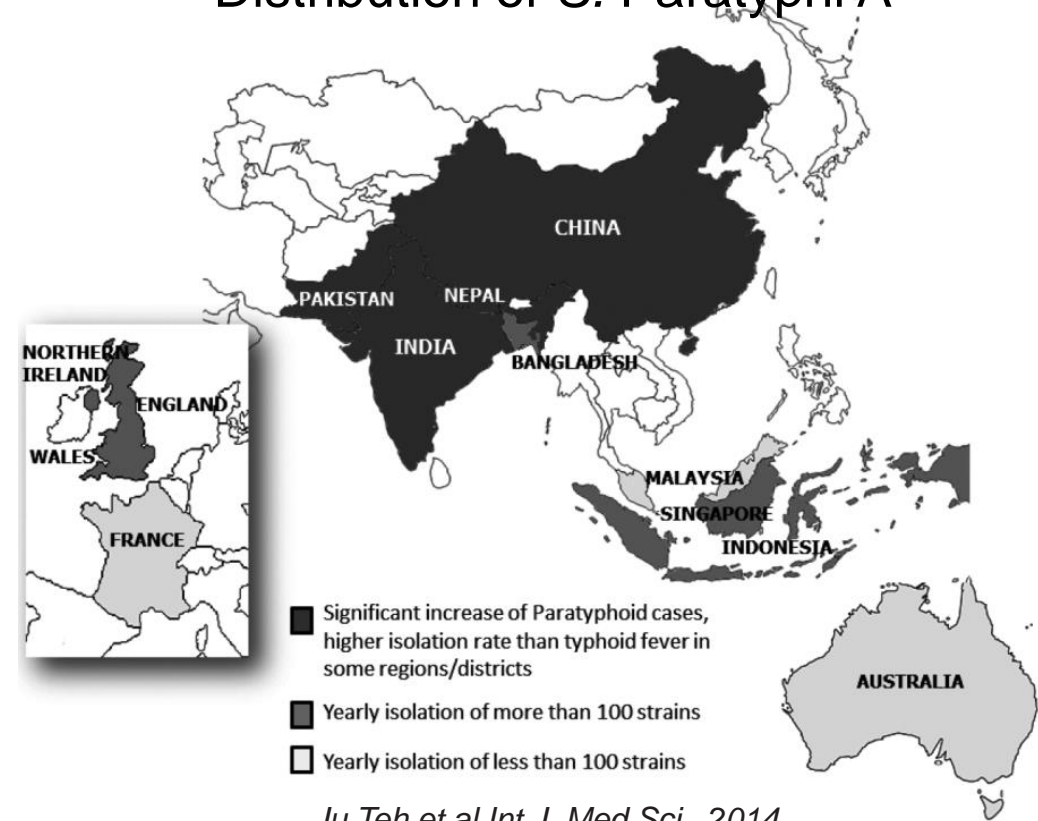 Distribution of S. Paratyphi A
CHINA
PAKISTAN
NEPAL
INDIA
BANGLADESH
NORTHERN
IRELAND
ENGLAND
WALES
FRANCE
MALAYSIA
SINGAPORE
INDONESIA
AUSTRALIA
Significant increase of Paratyphoid cases,
higher isolation rate than typhoid fever in
some regions/districts
Yearly isolation of more than 100 strains
Yearly isolation of less than 100 strains
Ju Teh et al Int. J. Med Sci., 2014